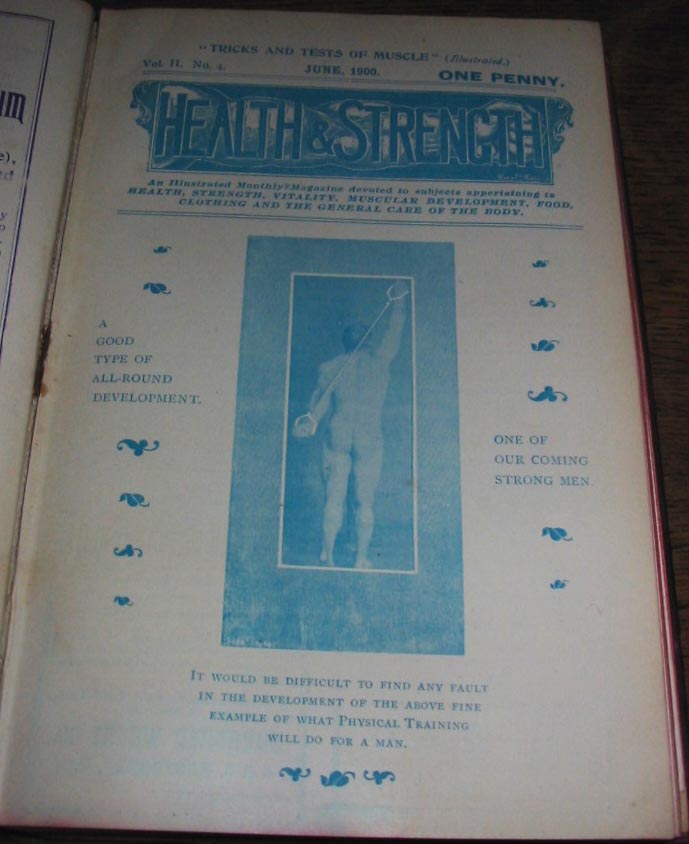 "TRICKS AND TESTS OF MUSCLE" (Illustrated.)
Vol. II. No. 4. JUNE, 1900. ONE PENNY.
HEALTH & STRENGTH
An Illustrated Monthly Magazine devoted to subjects appertaining to
HEALTH, STRENGTH, VITALITY, MUSCULAR DEVELOPMENT, FOOD,
CLOTHING AND THE GENERAL CARE OF THE BODY.
A
GOOD
TYPE OF
ALL-ROUND
DEVELOPMENT.
ONE OF
OUR COMING
STRONG MEN.
IT WOULD BE DIFFICULT TO FIND ANY FAULT
IN THE DEVELOPMENT OF THE ABOVE FINE
EXAMPLE OF WHAT PHYSICAL TRAINING
WILL DO FOR A MAN.